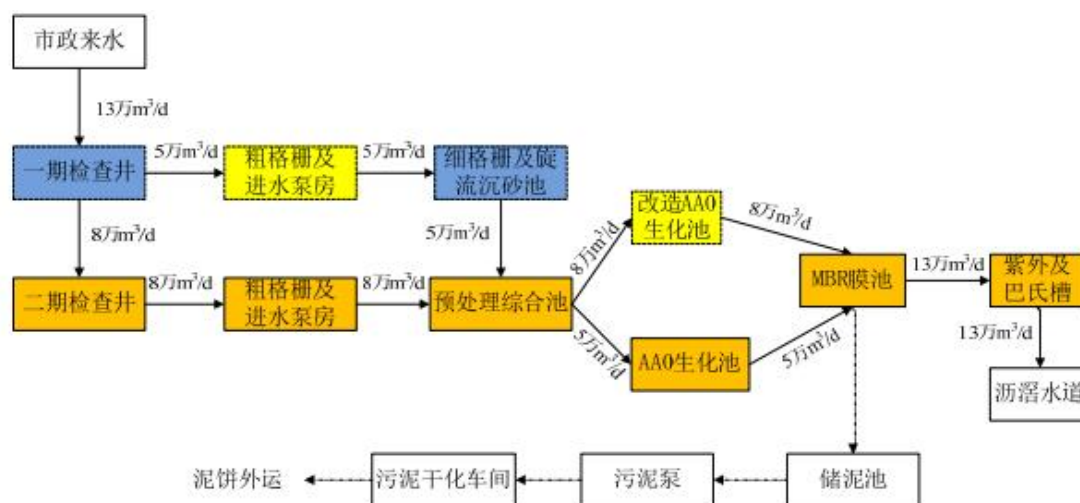 市政来水
13万m³/d
一期检查井
5万m³/d
粗格栅及
进水泵房
5万m³/d
细格栅及旋
流沉砂池
8万m³/d
5万m³/d
二期检查井
8万m³/d
粗格栅及
进水泵房
8万m³/d
预处理综合池
8万m³/d
改造AAO
生化池
8万m³/d
5万m³/d
AAO生化池
5万m³/d
MBR膜池
13万m³/d
紫外及
巴氏槽
13万m³/d
沥滘水道
储泥池
污泥泵
污泥干化车间
泥饼外运